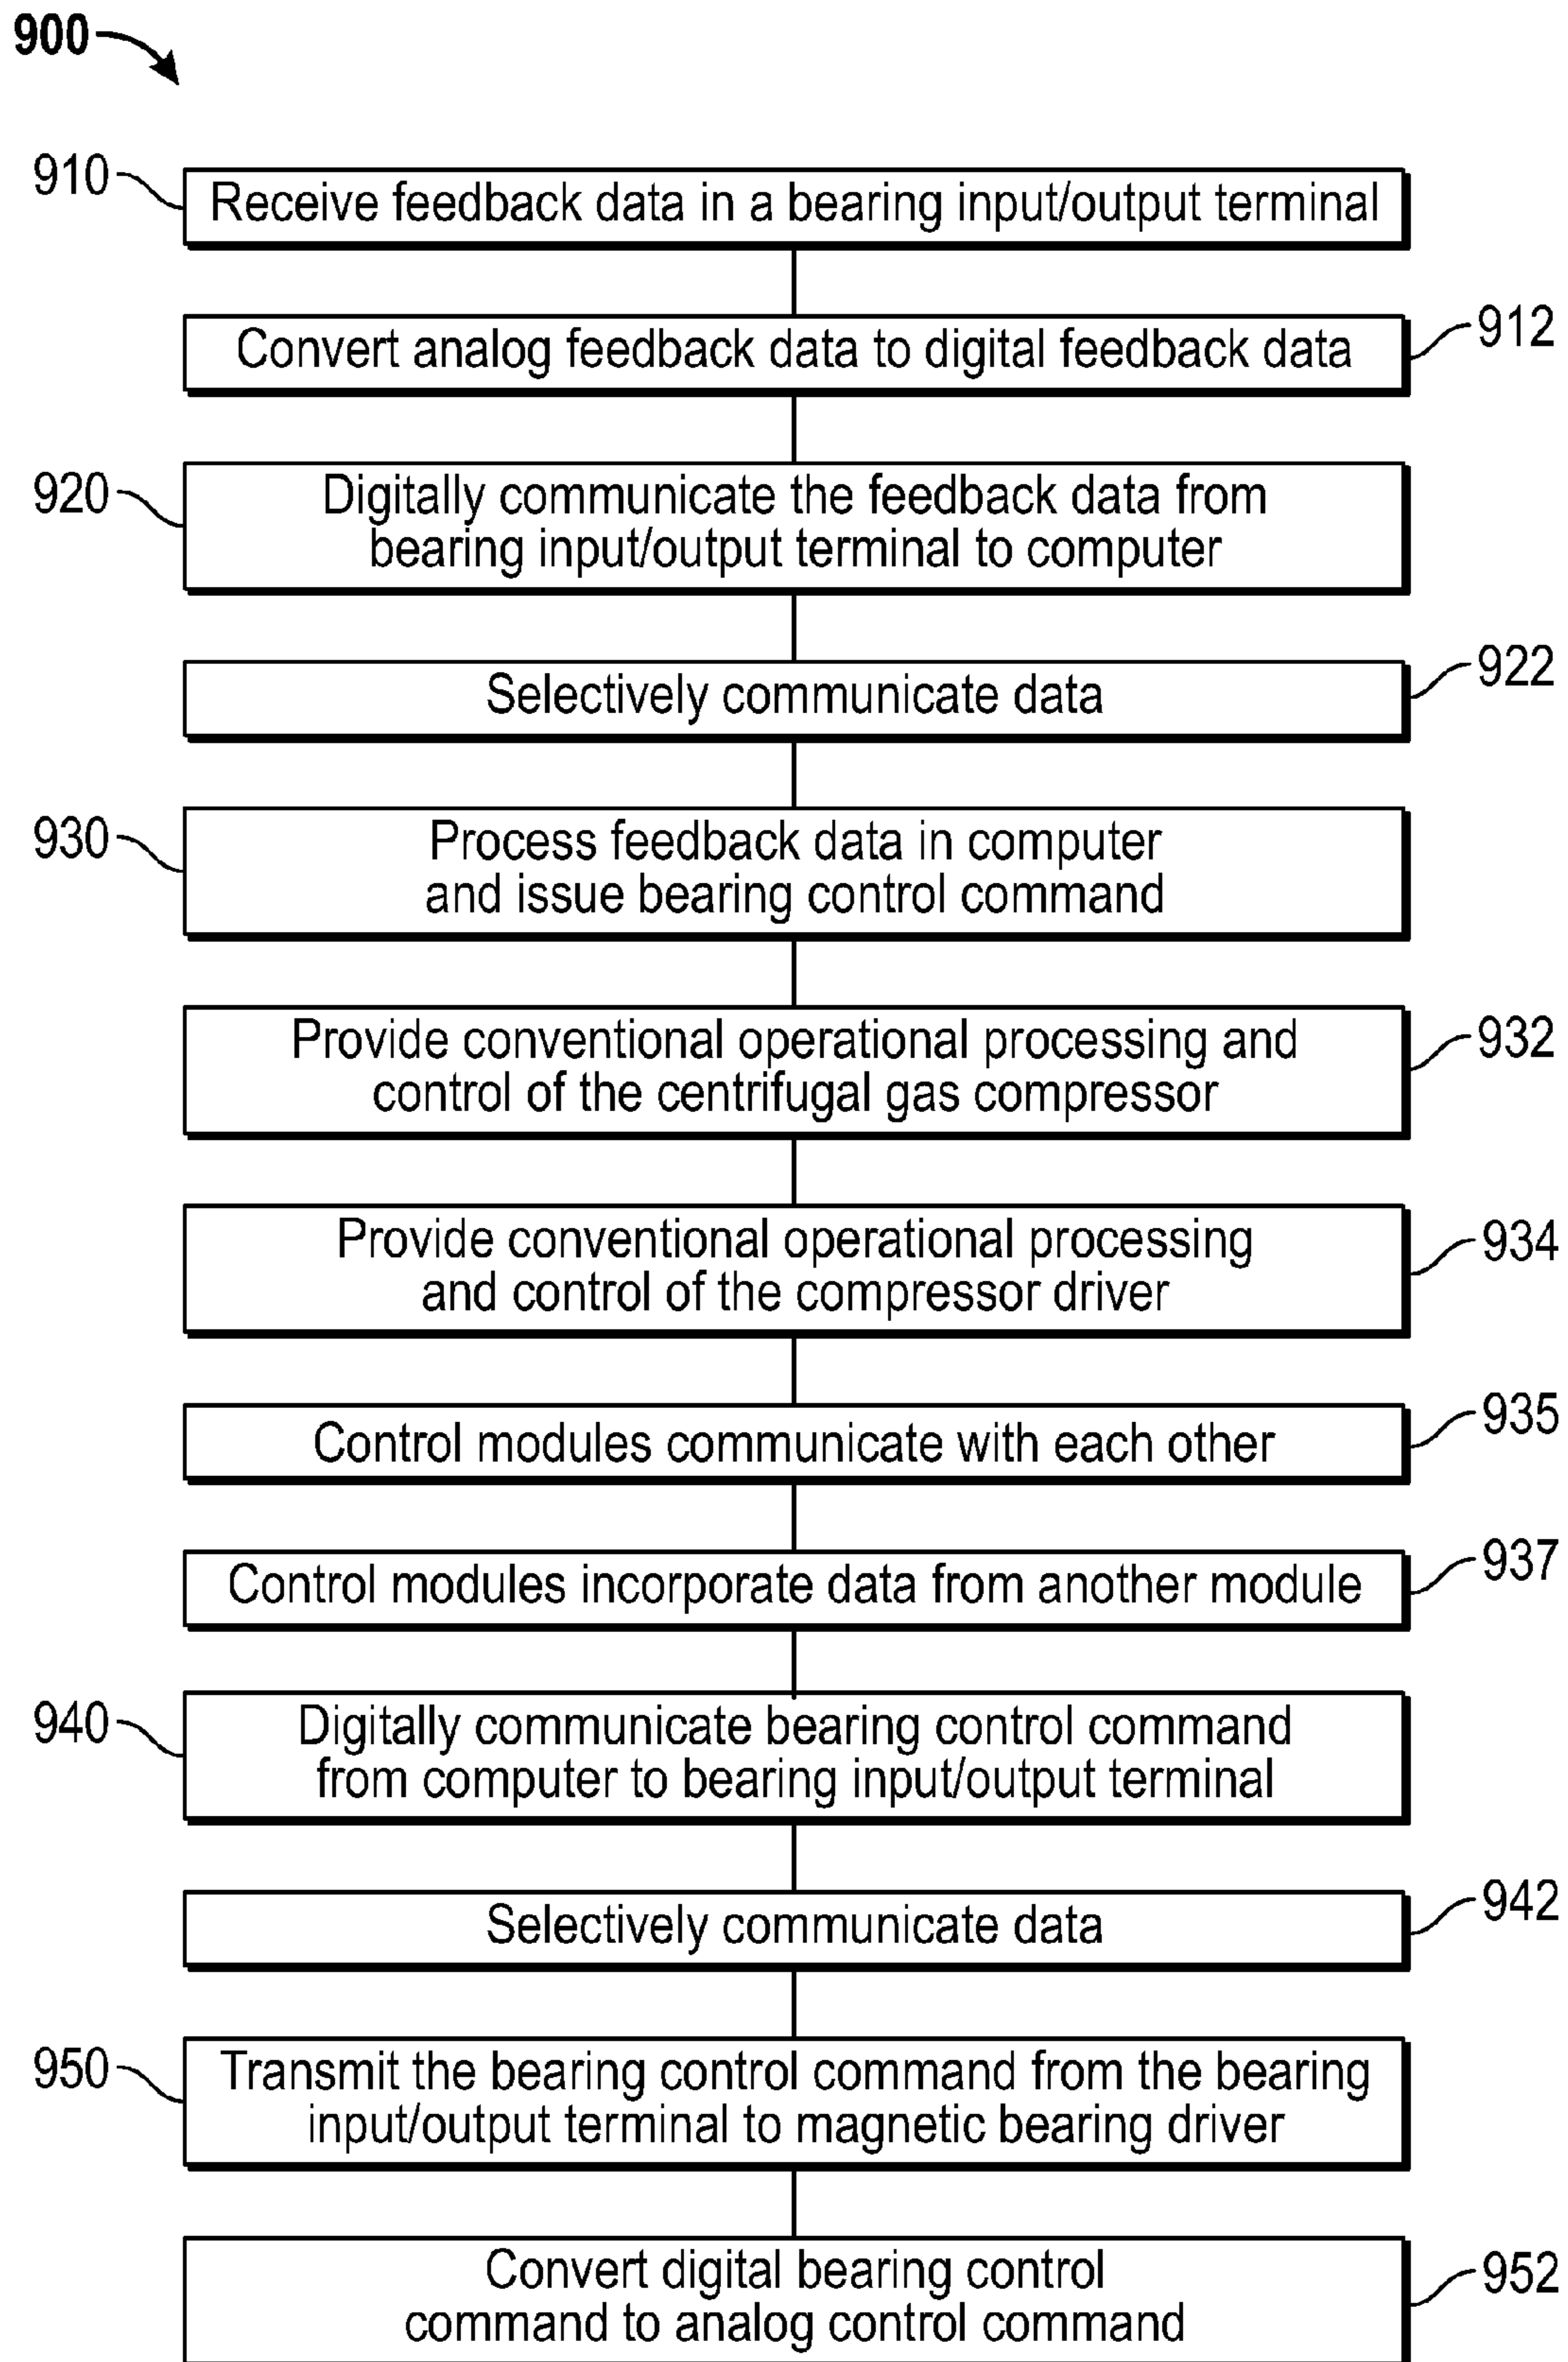 900
910
Receive feedback data in a bearing input/output terminal
Convert analog feedback data to digital feedback data
912
920
Digitally communicate the feedback data from
bearing input/output terminal to computer
Selectively communicate data
922
930
Process feedback data in computer
and issue bearing control command
Provide conventional operational processing and
control of the centrifugal gas compressor
932
Provide conventional operational processing
and control of the compressor driver
934
Control modules communicate with each other
935
Control modules incorporate data from another module
937
940
Digitally communicate bearing control command
from computer to bearing input/output terminal
Selectively communicate data
942
950
Transmit the bearing control command from the bearing
input/output terminal to magnetic bearing driver
Convert digital bearing control
command to analog control command
952